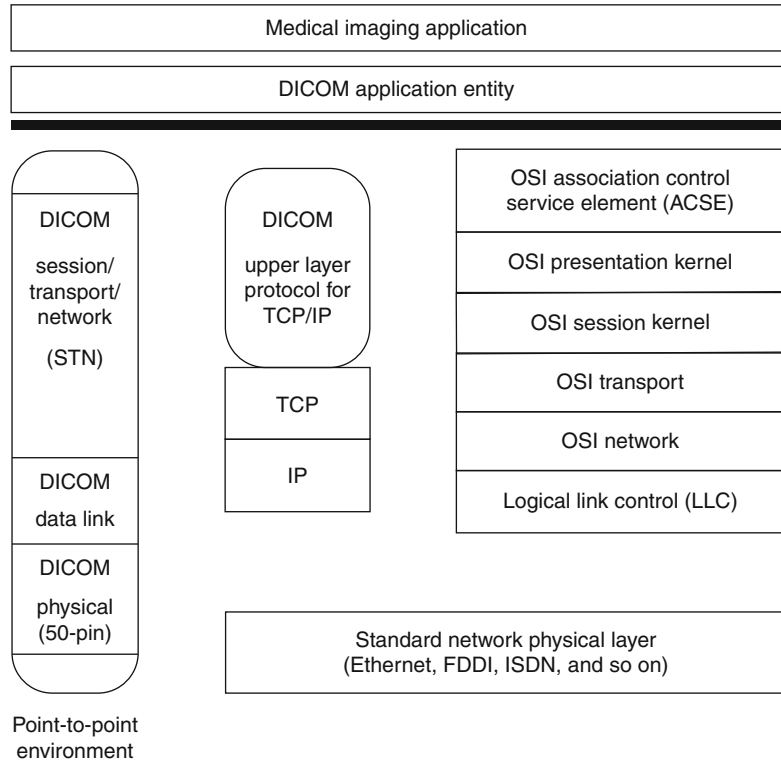 Medical imaging application
DICOM application entity
DICOM
session/
transport/
network
(STN)
DICOM
data link
DICOM
physical
(50-pin)
Point-to-point
environment
DICOM
upper layer
protocol for
TCP/IP
TCP
IP
OSI association control
service element (ACSE)
OSI presentation kernel
OSI session kernel
OSI transport
OSI network
Logical link control (LLC)
Standard network physical layer
(Ethernet, FDDI, ISDN, and so on)